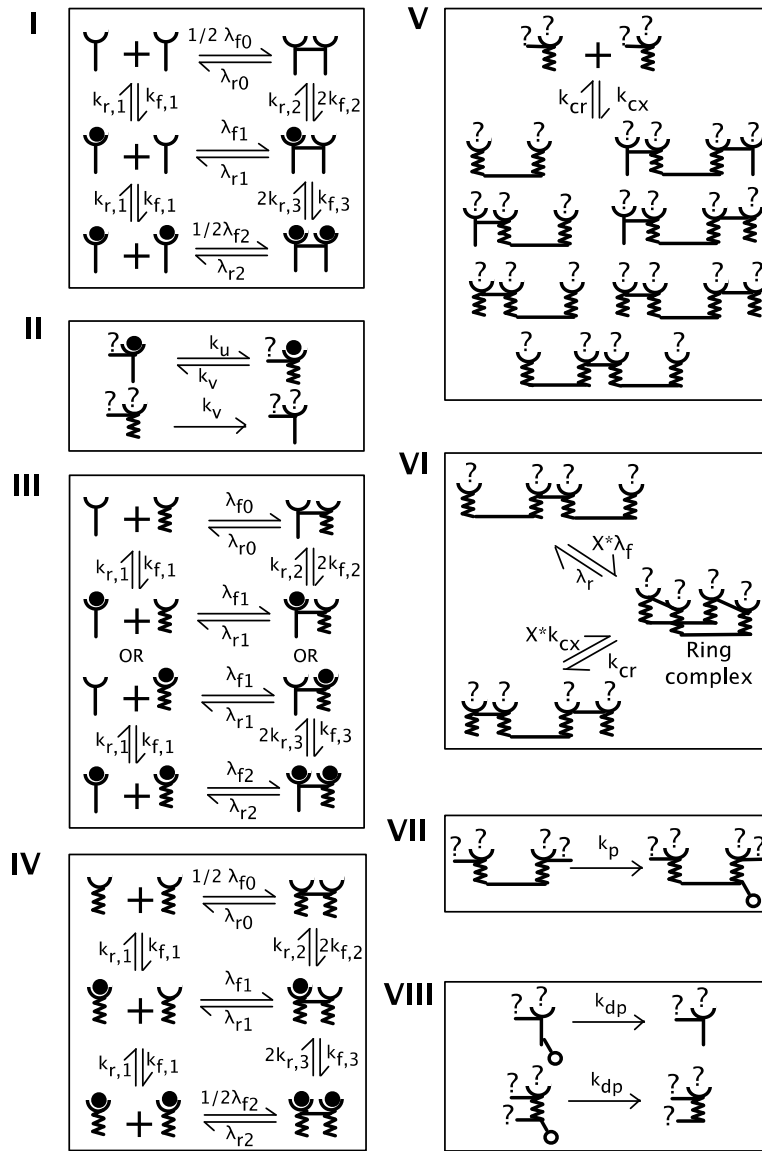 I
1/2 λf0
λr0
kr,1 kf,1 kr,2 2kf,2
+
λf1
λr1
kr,1 kf,1 2kr,3 kf,3
+
1/2λf2
λr2
+
II
? ku ?
kv
? ? kv ? ?
III
λf0
+
λr0
kr,1 kf,1 kr,2 2kf,2
λf1
+
λr1
OR OR
λf1
+
λr1
kr,1 kf,1 2kr,3 kf,3
λf2
+
λr2
IV
1/2 λf0
+
λr0
kr,1 kf,1 kr,2 2kf,2
λf1
+
λr1
kr,1 kf,1 2kr,3 kf,3
1/2λf2
+
λr2
V
? ? + ? ?
kcr kcx
? ? ? ? ? ?
? ? ? ? ? ? ?
? ? ? ? ? ? ?
? ? ? ?
VI
? ? ? ?
X*λf
λr
? ? ? ?
X*kcx
kcr
Ring
complex
? ? ? ?
VII
? ? ? ? kp ? ? ? ?
VIII
? ? kdp ? ?
? ? ? kdp ? ? ?